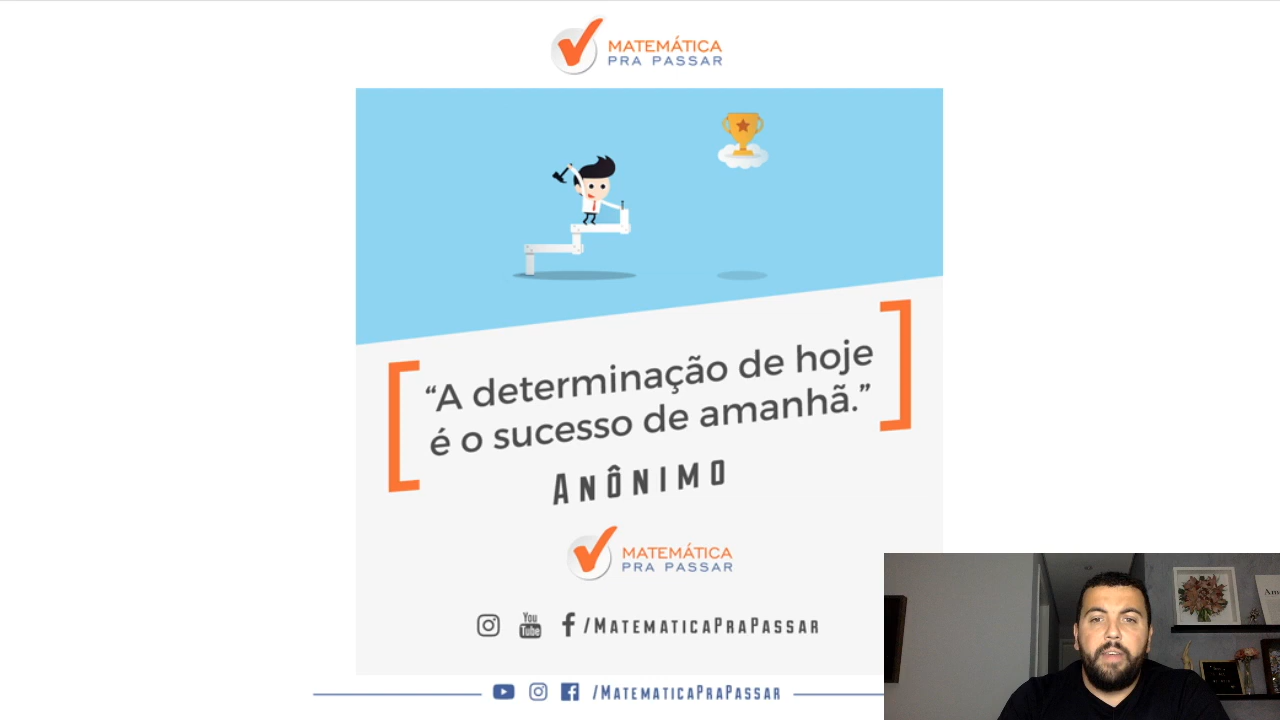 MATEMÁTICA
PRA PASSAR
“A determinação de hoje
é o sucesso de amanhã.”
ANÔNIMO
MATEMÁTICA
PRA PASSAR
You
Tube
/MATEMATICAPRAPASSAR
/MATEMATICAPRAPASSAR